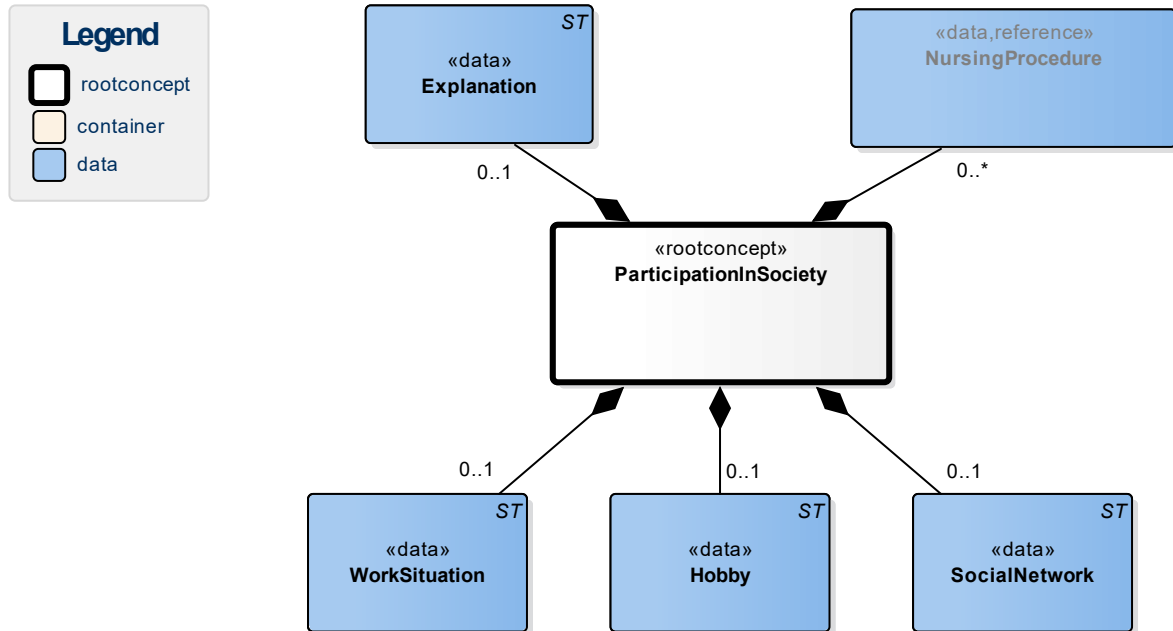 Legend
rootconcept
container
data
ST
«data»
Explanation
«data,reference»
NursingProcedure
0..1
0..*
«rootconcept»
ParticipationInSociety
0..1
0..1
0..1
ST
«data»
WorkSituation
ST
«data»
Hobby
ST
«data»
SocialNetwork